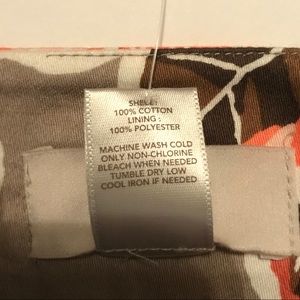 SHELL:
100% COTTON
LINING :
100% POLYESTER
MACHINE WASH COLD
ONLY NON-CHLORINE
BLEACH WHEN NEEDED
TUMBLE DRY LOW
COOL IRON IF NEEDED